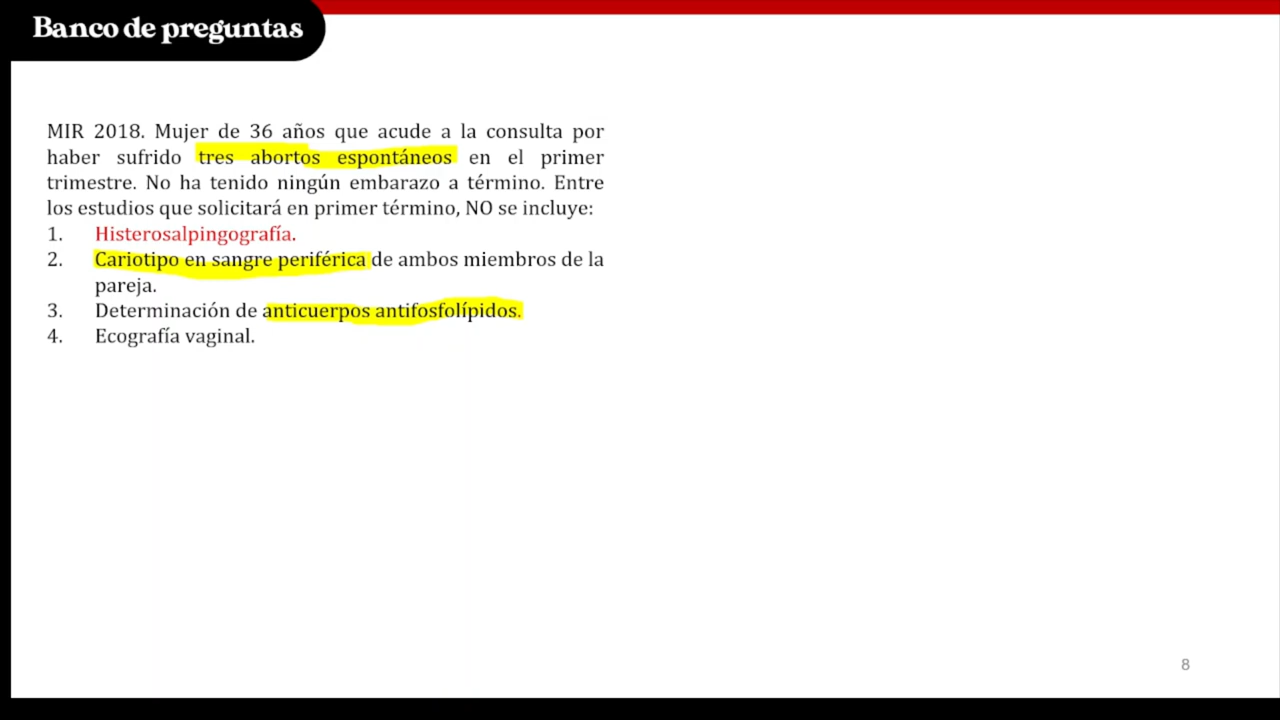 Banco de preguntas
MIR 2018. Mujer de 36 años que acude a la consulta por
haber sufrido tres abortos espontáneos en el primer
trimestre. No ha tenido ningún embarazo a término. Entre
los estudios que solicitará en primer término, NO se incluye:
1. Histerosalpingografía.
2. Cariotipo en sangre periférica de ambos miembros de la
pareja.
3. Determinación de anticuerpos antifosfolípidos.
4. Ecografía vaginal.
8